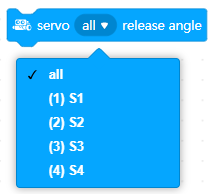 servo all release angle
all
(1) S1
(2) S2
(3) S3
(4) S4